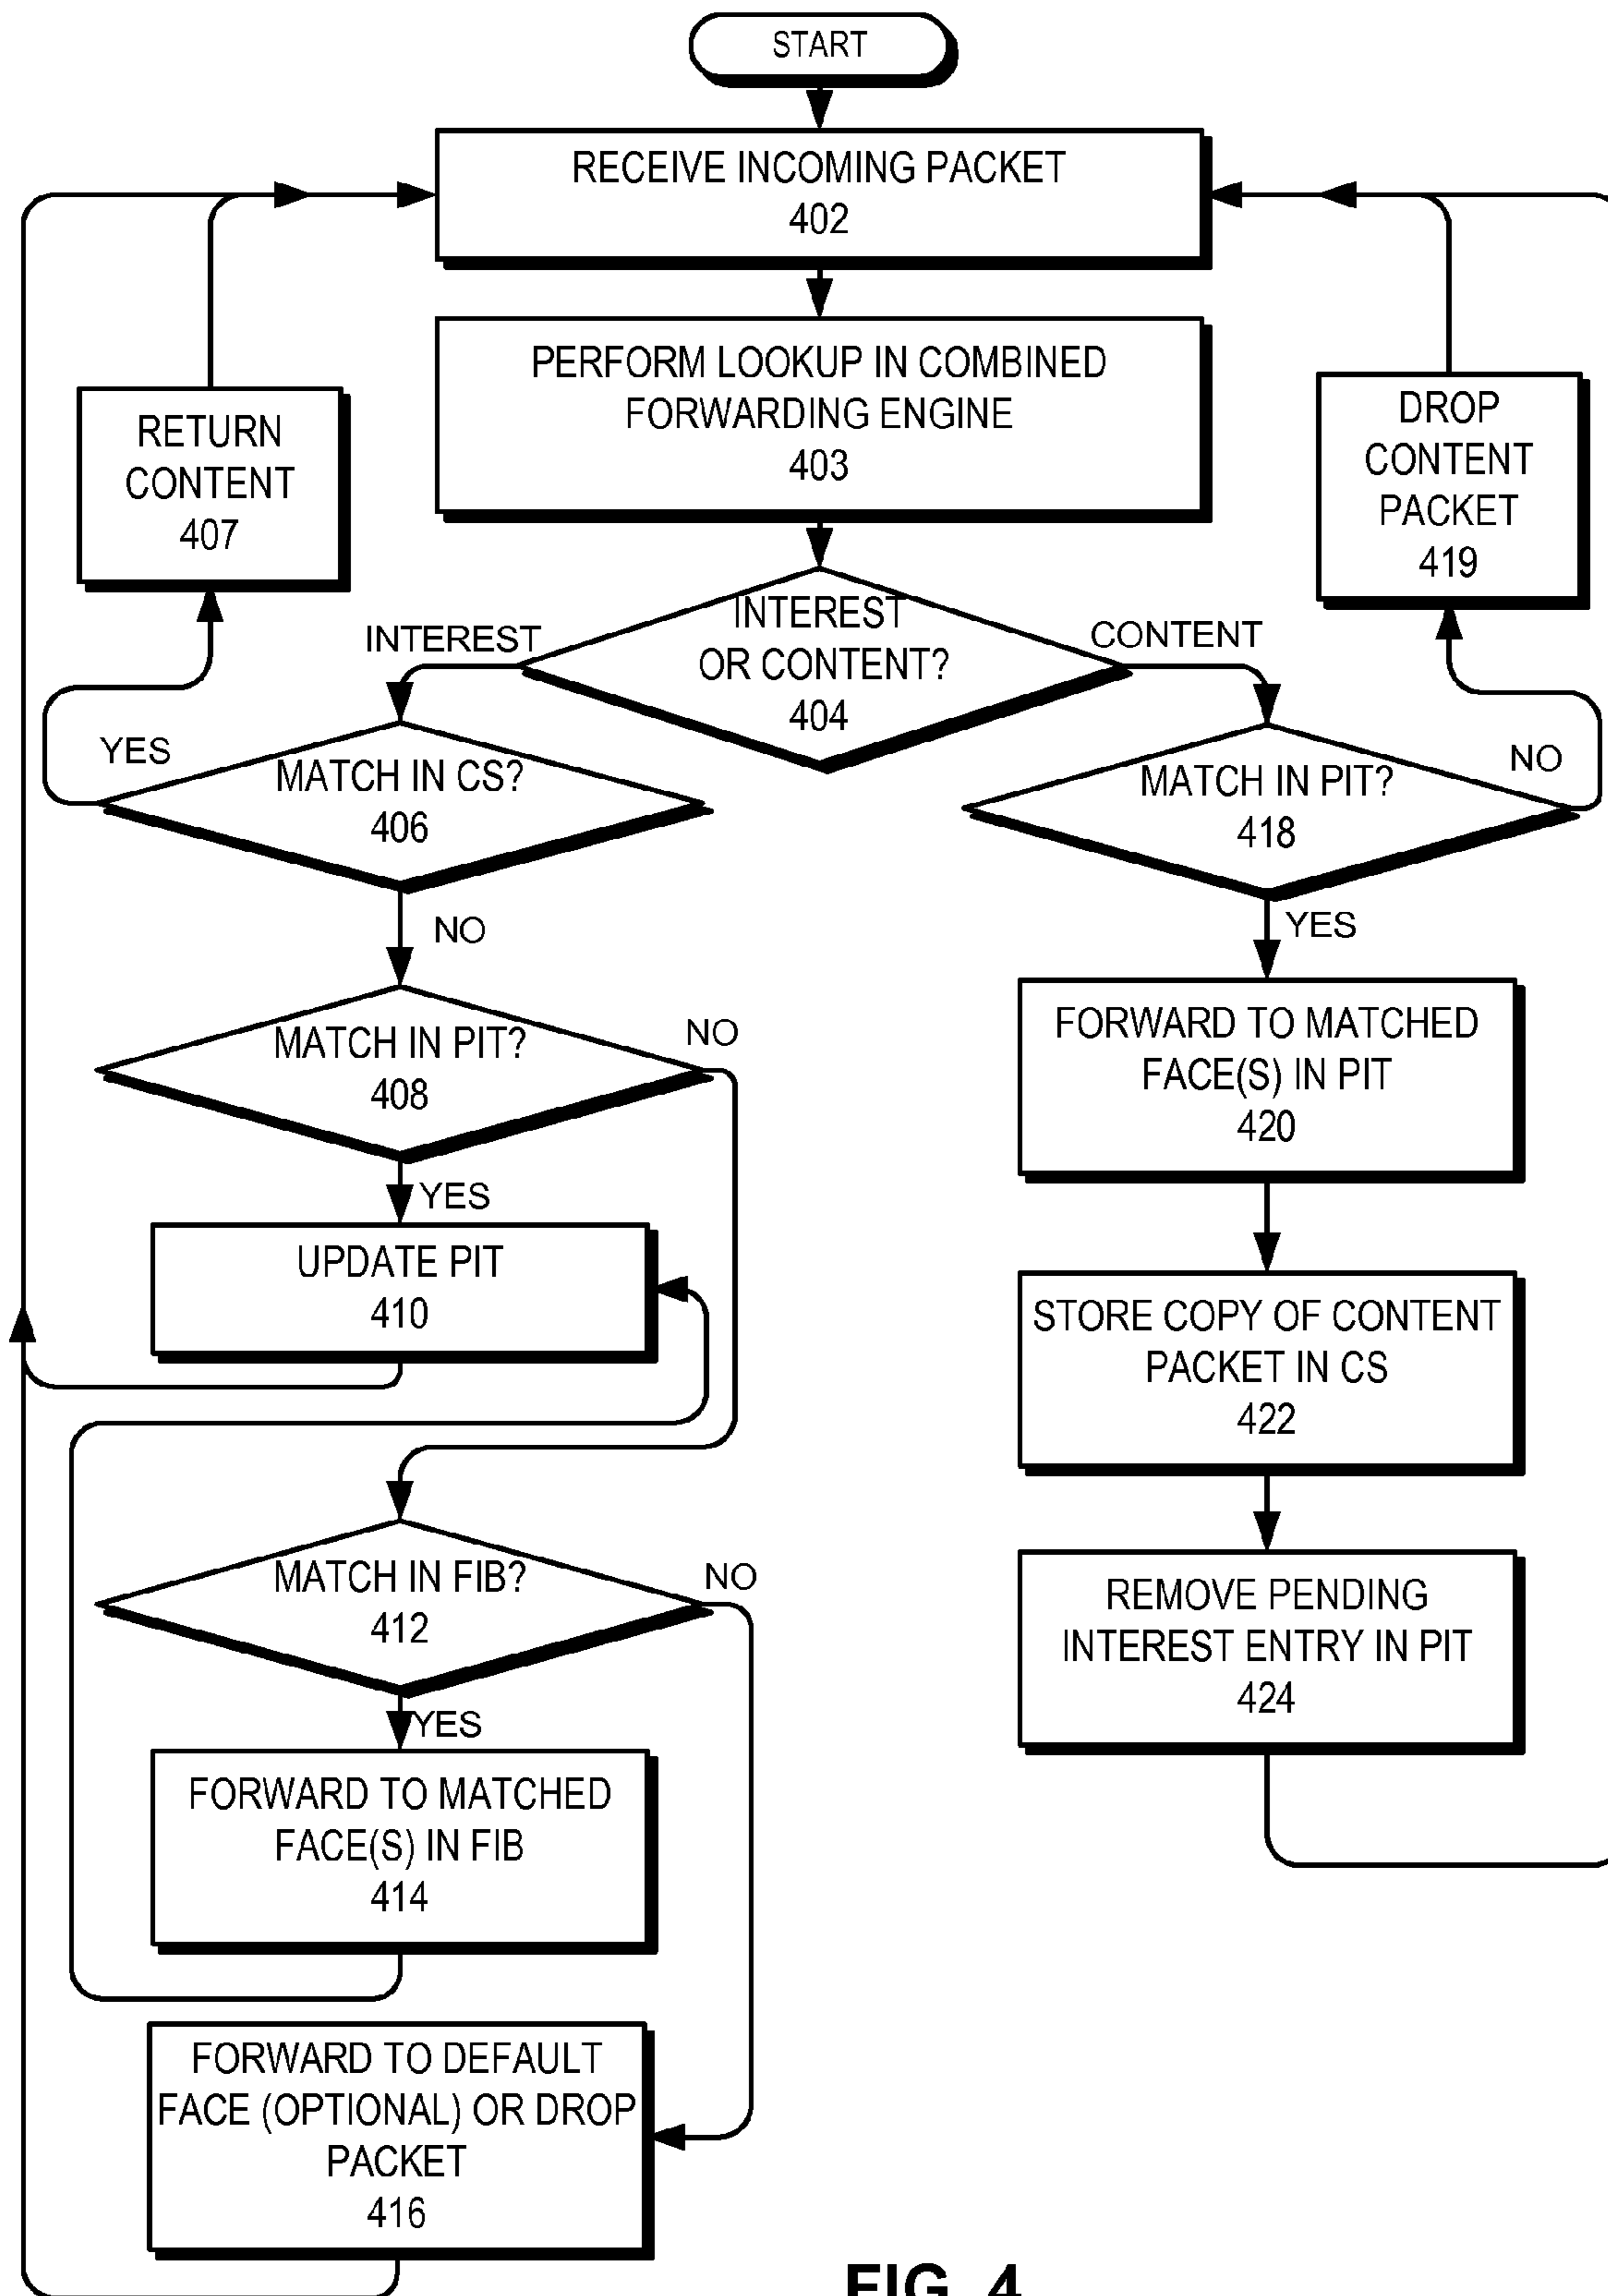 START
RECEIVE INCOMING PACKET
402
PERFORM LOOKUP IN COMBINED
FORWARDING ENGINE
403
RETURN
CONTENT
407
DROP
CONTENT
PACKET
419
INTEREST
OR CONTENT?
404
INTEREST
CONTENT
MATCH IN CS?
406
YES
NO
MATCH IN PIT?
418
NO
YES
MATCH IN PIT?
408
NO
YES
UPDATE PIT
410
FORWARD TO MATCHED
FACE(S) IN PIT
420
STORE COPY OF CONTENT
PACKET IN CS
422
MATCH IN FIB?
412
NO
YES
REMOVE PENDING
INTEREST ENTRY IN PIT
424
FORWARD TO MATCHED
FACE(S) IN FIB
414
FORWARD TO DEFAULT
FACE (OPTIONAL) OR DROP
PACKET
416
FIG. 4